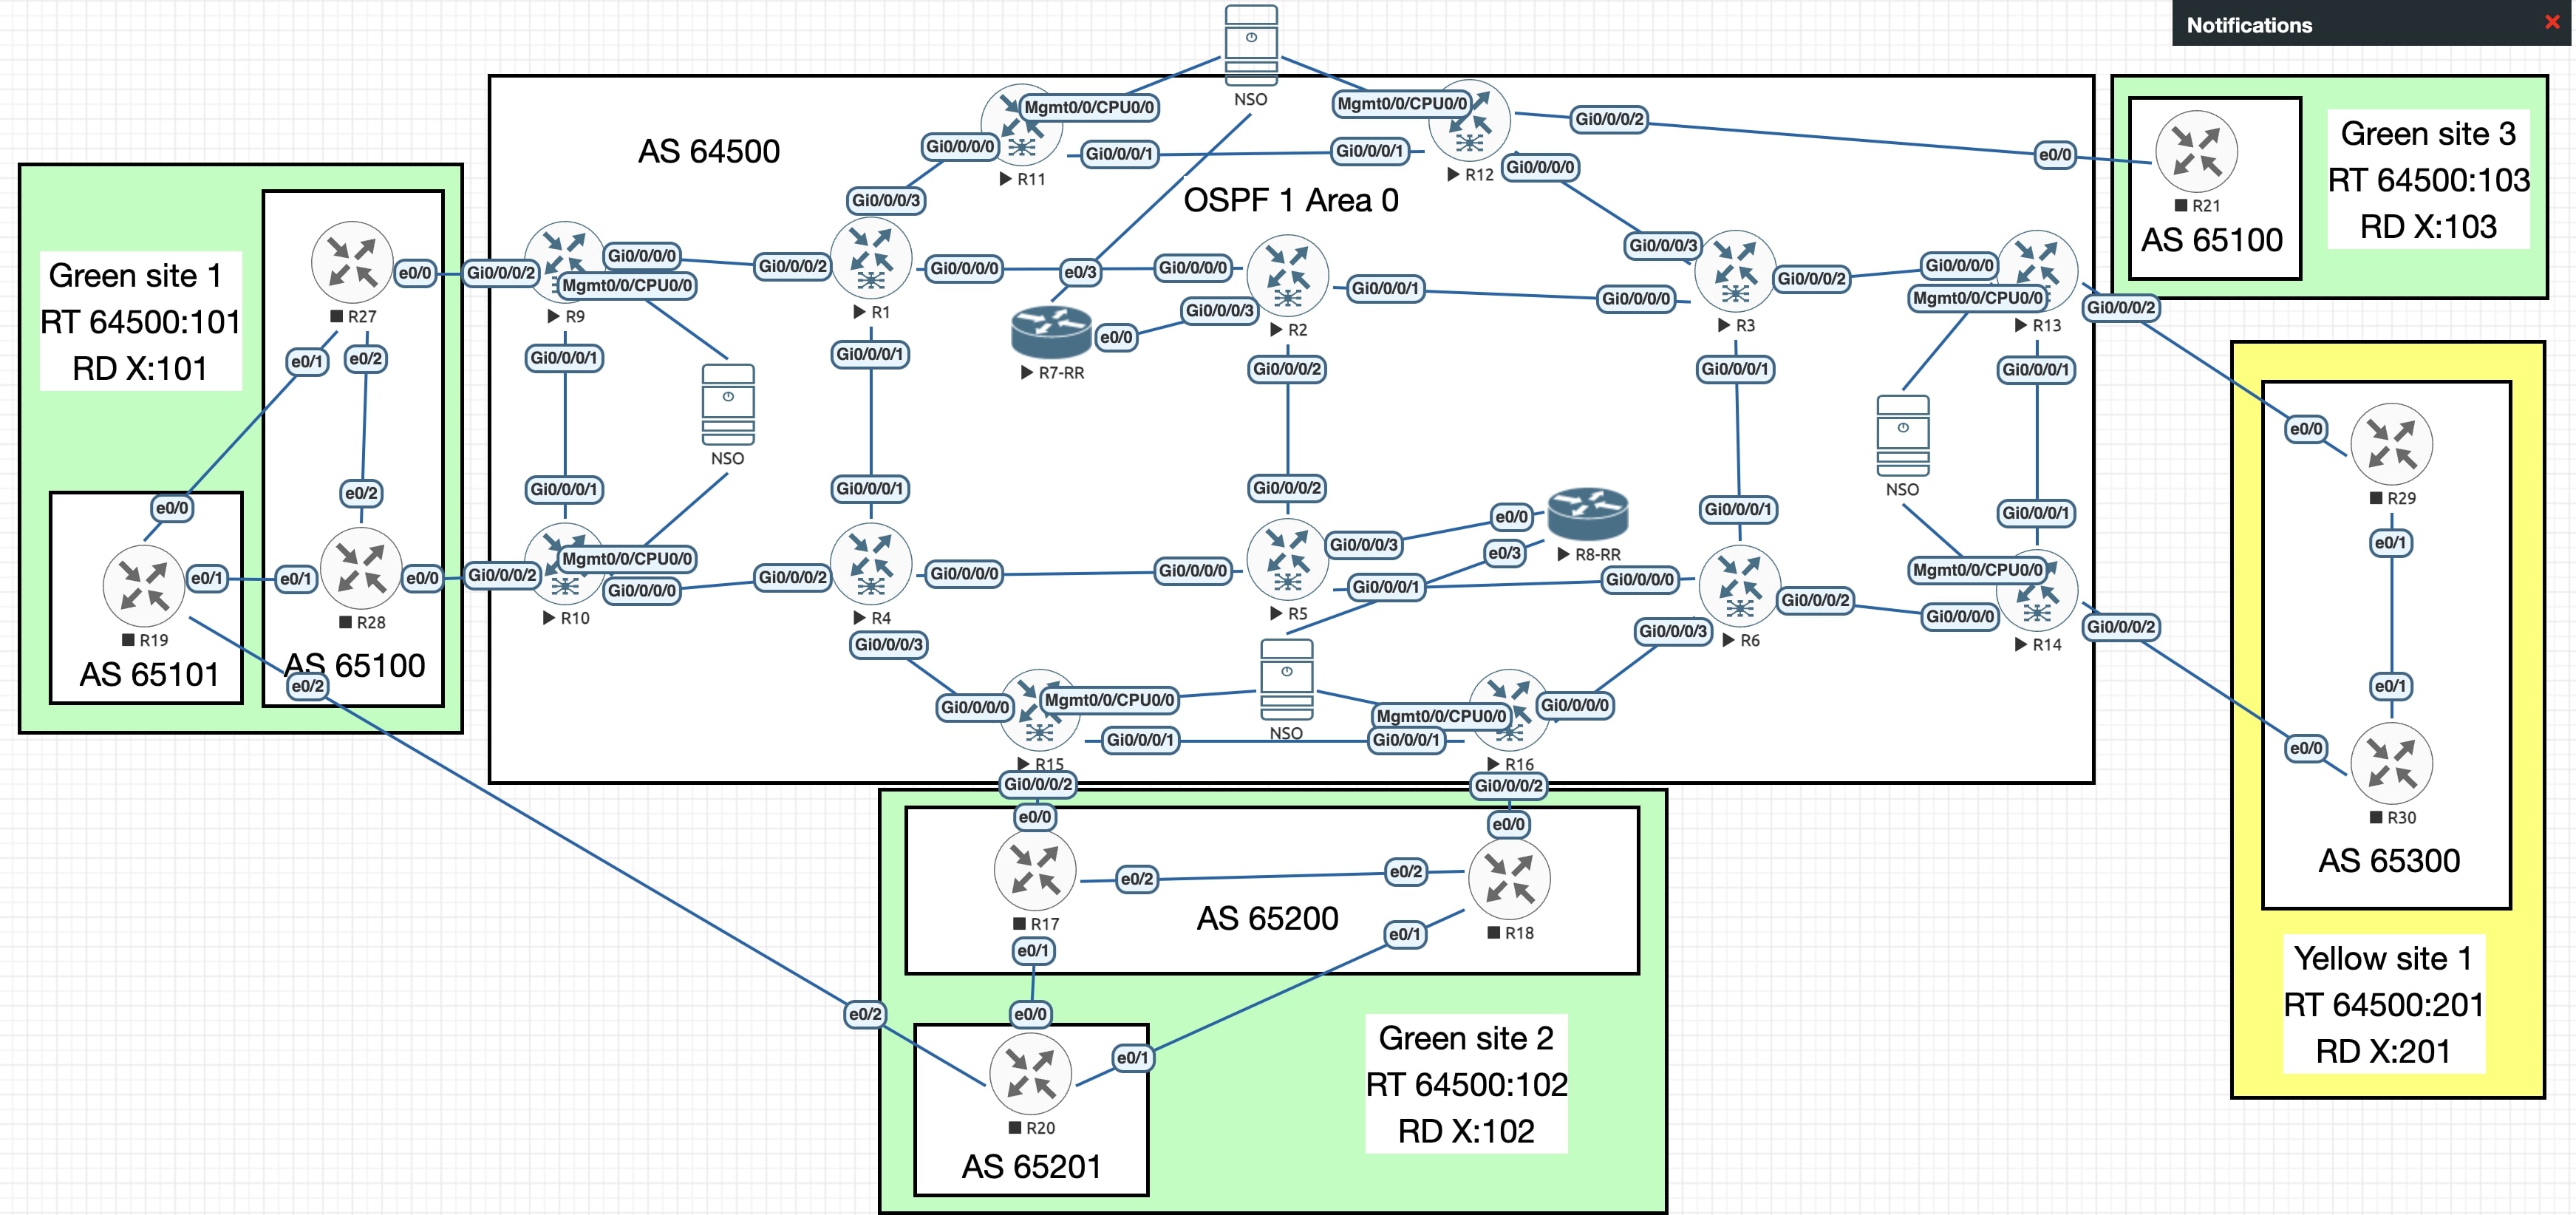 Notifications
NSO
Mgmt0/0/CPU0/0
Mgmt0/0/CPU0/0
Gi0/0/0/2
AS 64500
Gi0/0/0/0
Gi0/0/0/1
Gi0/0/0/1
e0/0
R11
R12
Gi0/0/0/0
Gi0/0/0/3
OSPF 1 Area 0
R21
AS 65100
Green site 3
RT 64500:103
RD X:103
Green site 1
RT 64500:101
RD X:101
R27
e0/0
Gi0/0/0/2
Gi0/0/0/0
Mgmt0/0/CPU0/0
R9
Gi0/0/0/2
R1
Gi0/0/0/0
e0/3
Gi0/0/0/0
Gi0/0/0/3
R2
Gi0/0/0/1
Gi0/0/0/0
Gi0/0/0/3
R3
Gi0/0/0/2
Gi0/0/0/0
Mgmt0/0/CPU0/0
R13
Gi0/0/0/2
e0/1
e0/2
Gi0/0/0/1
Gi0/0/0/1
e0/0
R7-RR
Gi0/0/0/2
Gi0/0/0/1
Gi0/0/0/1
NSO
NSO
e0/0
R29
e0/1
e0/0
e0/2
Gi0/0/0/1
Gi0/0/0/1
Gi0/0/0/2
e0/0
Gi0/0/0/3
e0/3
R8-RR
Gi0/0/0/1
Gi0/0/0/1
R19
e0/1
e0/1
R28
e0/0
Gi0/0/0/2
Mgmt0/0/CPU0/0
Gi0/0/0/0
R10
Gi0/0/0/2
R4
Gi0/0/0/0
Gi0/0/0/0
R5
Gi0/0/0/1
Gi0/0/0/0
R6
Gi0/0/0/2
Gi0/0/0/0
Mgmt0/0/CPU0/0
R14
Gi0/0/0/2
AS 65101
AS 65100
e0/2
Gi0/0/0/3
Gi0/0/0/0
Mgmt0/0/CPU0/0
Gi0/0/0/1
R15
NSO
Mgmt0/0/CPU0/0
Gi0/0/0/1
Gi0/0/0/3
Gi0/0/0/0
R16
e0/1
e0/0
R30
AS 65300
Gi0/0/0/2
e0/0
Gi0/0/0/2
e0/0
R17
e0/2
e0/2
R18
AS 65200
e0/1
e0/1
e0/2
e0/0
e0/1
R20
AS 65201
Green site 2
RT 64500:102
RD X:102
Yellow site 1
RT 64500:201
RD X:201